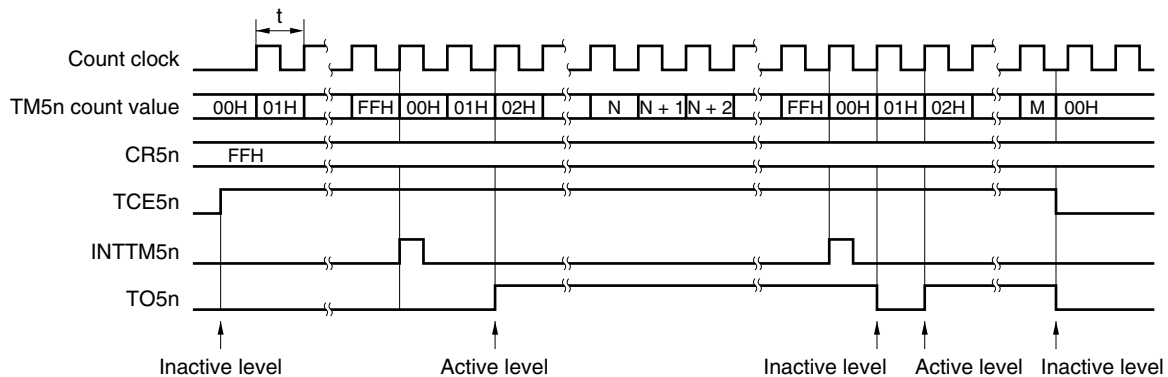 t
Count clock
TM5n count value 00H 01H FFH 00H 01H 02H N N + 1 N + 2 FFH 00H 01H 02H M 00H
CR5n FFH
TCE5n
INTTM5n
TO5n
Inactive level Active level Inactive level Active level Inactive level